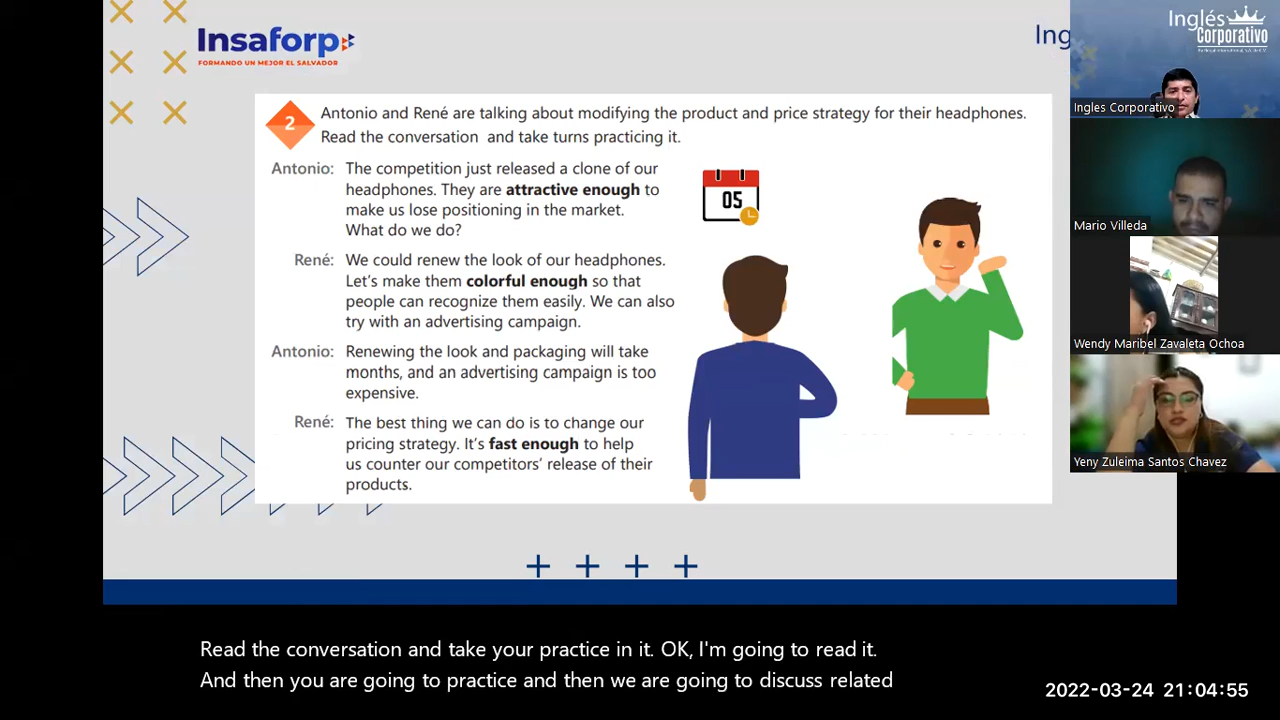 Insaforp
FORMANDO UN MEJOR EL SALVADOR
Ing
Inglés
Corporativo
Ingles Corporativo
Mario Villeda
Wendy Maribel Zavaleta Ochoa
Yeny Zuleima Santos Chavez
2
Antonio and René are talking about modifying the product and price strategy for their headphones.
Read the conversation and take turns practicing it.
Antonio: The competition just released a clone of our
headphones. They are attractive enough to
make us lose positioning in the market.
What do we do?
05
René: We could renew the look of our headphones.
Let's make them colorful enough so that
people can recognize them easily. We can also
try with an advertising campaign.
Antonio: Renewing the look and packaging will take
months, and an advertising campaign is too
expensive.
René: The best thing we can do is to change our
pricing strategy. It's fast enough to help
us counter our competitors' release of their
products.
Read the conversation and take your practice in it. OK, I'm going to read it.
And then you are going to practice and then we are going to discuss related
2022-03-24 21:04:55